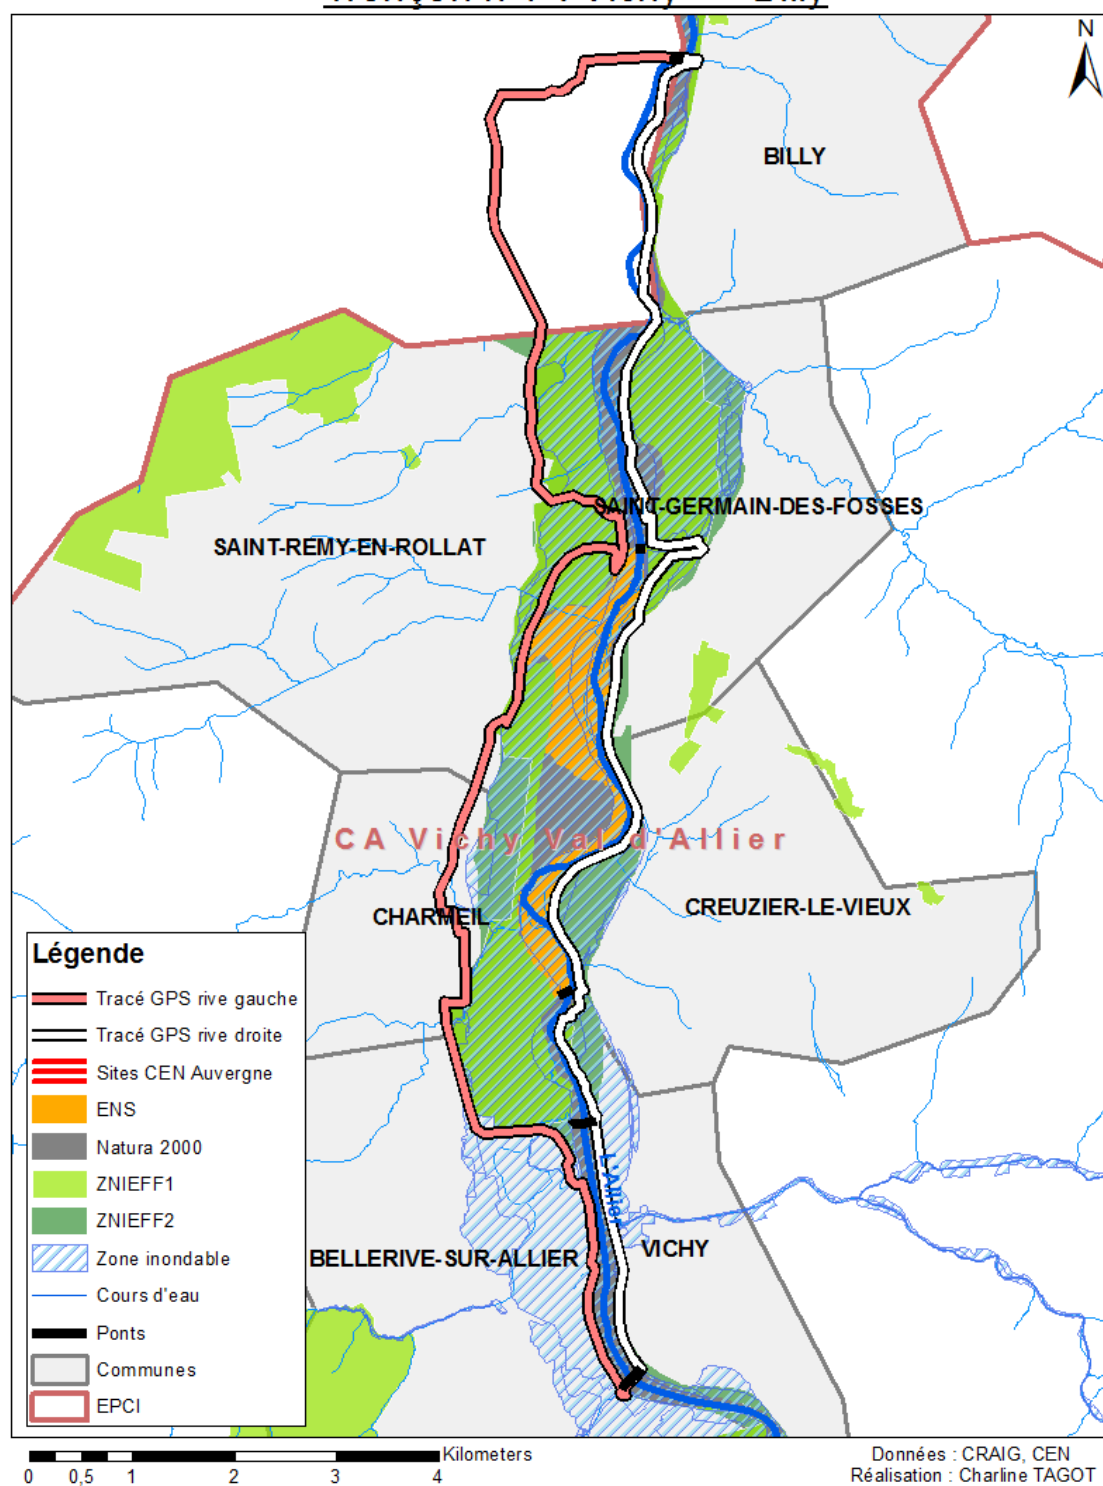 N
BILLY
SAINT-GERMAIN-DES-FOSSES
SAINT-REMY-EN-ROLLAT
CA Vichy Val d'Allier
CREUZIER-LE-VIEUX
CHARMEIL
L'Allier
VICHY
BELLERIVE-SUR-ALLIER
Légende
Tracé GPS rive gauche
Tracé GPS rive droite
Sites CEN Auvergne
ENS
Natura 2000
ZNIEFF1
ZNIEFF2
Zone inondable
Cours d'eau
Ponts
Communes
EPCI
Kilometers
0 0,5 1 2 3 4
Données : CRAIG, CEN
Réalisation : Charline TAGOT